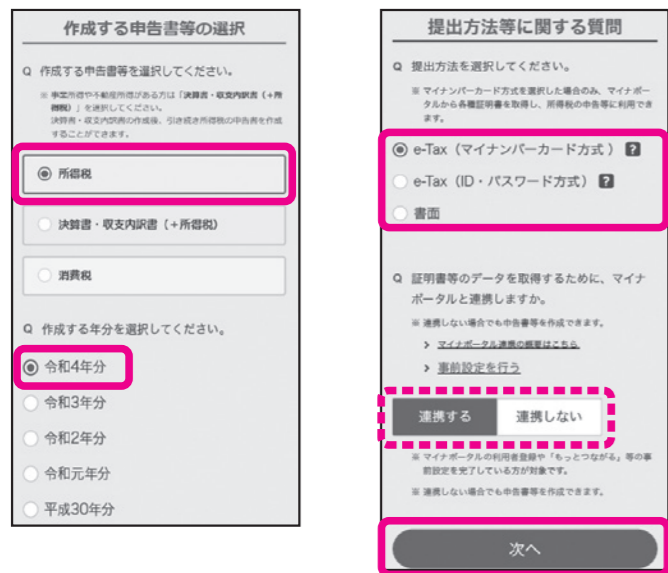 作成する申告書等の選択
Q 作成する申告書等を選択してください。
※ 事業所得や不動産所得がある方は「決算書・収支内訳書(+所
得税)」を選択してください。
決算書・収支内訳書の作成後、引き続き所得税の申告書を作成
することができます。
所得税
決算書・収支内訳書(+所得税)
消費税
Q 作成する年分を選択してください。
令和4年分
令和3年分
令和2年分
令和元年分
平成30年分
提出方法等に関する質問
Q 提出方法を選択してください。
※ マイナンバーカード方式を選択した場合のみ、マイナポー
タルから各種証明書を取得し、所得税の申告等に利用でき
ます。
e-Tax(マイナンバーカード方式) ?
e-Tax(ID・パスワード方式) ?
書面
Q 証明書等のデータを取得するために、マイナ
ポータルと連携しますか。
※ 連携しない場合でも申告書等を作成できます。
> マイナポータル連携の概要はこちら
> 事前設定を行う
連携する 連携しない
※ マイナポータルの利用者登録や「もっとつながる」等の事
前設定を完了している方が対象です。
※ 連携しない場合でも申告書等を作成できます。
次へ